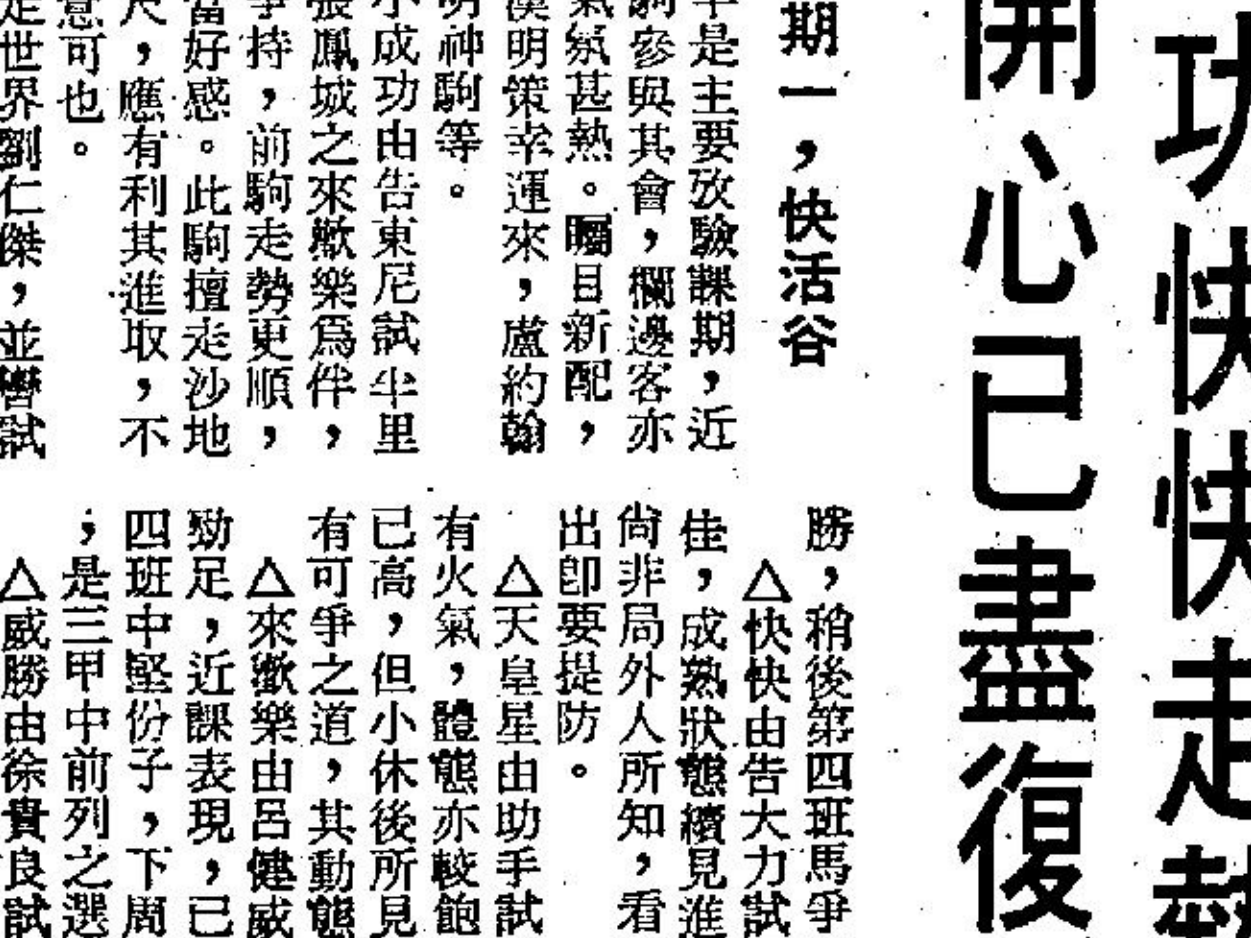 功快快走
開心已盡復
期一，快活谷
是主要攷驗課期，近
駒參與其會，欄邊客亦
氣氛甚熱。矚目新配，
漢明策幸運來，盧約翰
明神駒等。
小成功由告東尼試半里
張鳳城之來歡樂爲伴，
爭持，前駒走勢更順，
當好感。此駒擅走沙地
尺，應有利其進取，不
意可也。
走世界劉仁傑，並轡試
勝，稍後第四班馬爭
△快快由告大力試
佳，成熟狀態續見進
尙非局外人所知，看
出卽要提防。
△天皇星由助手試
有火氣，體態亦較飽
已高，但小休後所見
有可爭之道，其動態
△來歡樂由呂健威
勁足，近課表現，已
四班中堅份子，下周
，是三甲中前列之選
△威勝由徐貴良試